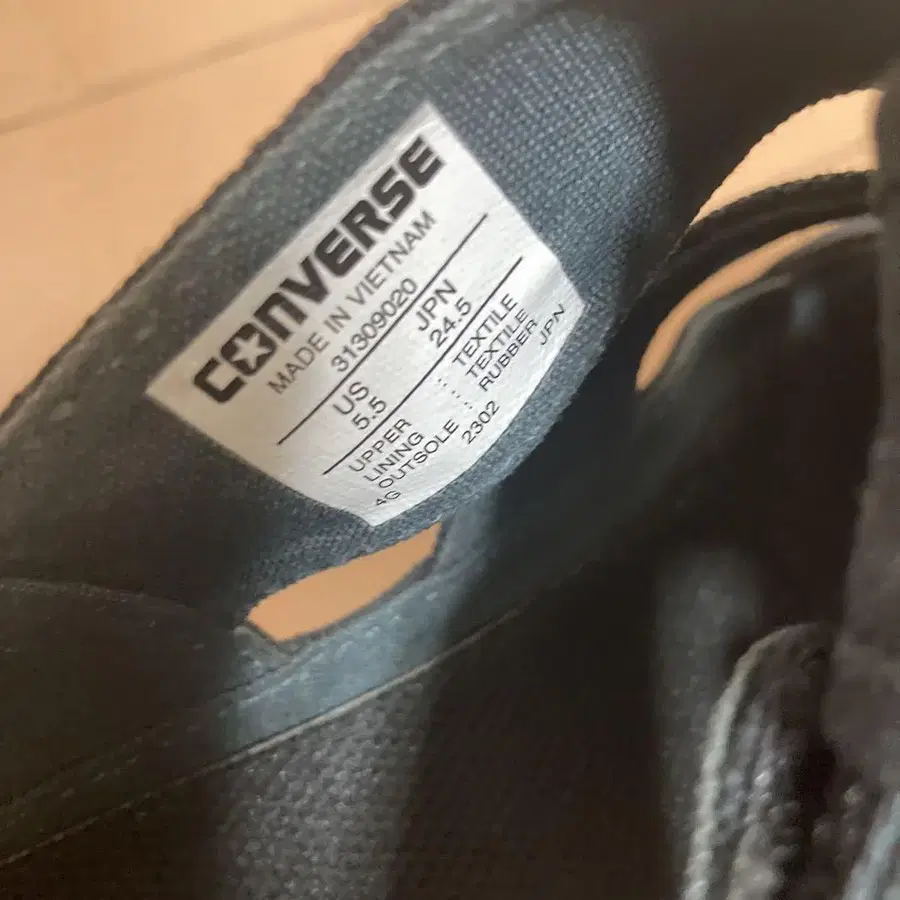 CONVERSE
MADE IN VIETNAM
31309020
US JPN
5.5 24.5
UPPER : TEXTILE
LINING : TEXTILE
OUTSOLE : RUBBER
4G 2302 JPN